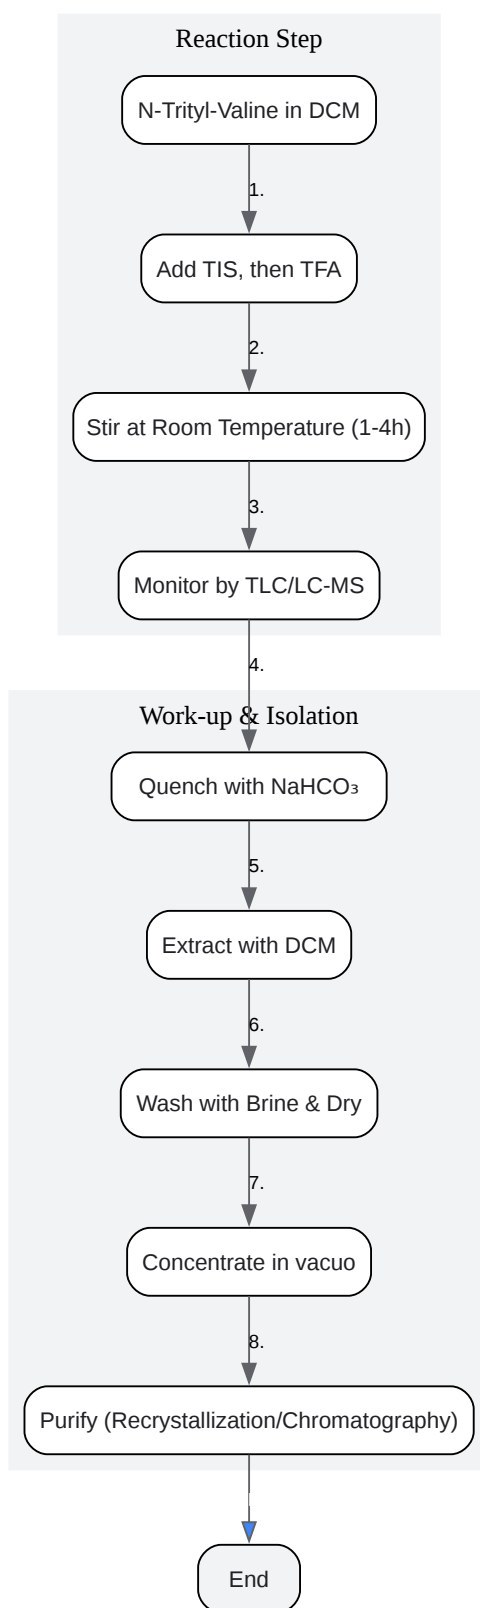 Reaction Step
N-Trityl-Valine in DCM
1.
Add TIS, then TFA
2.
Stir at Room Temperature (1-4h)
3.
Monitor by TLC/LC-MS
4.
Work-up & Isolation
Quench with NaHCO₃
5.
Extract with DCM
6.
Wash with Brine & Dry
7.
Concentrate in vacuo
8.
Purify (Recrystallization/Chromatography)
End